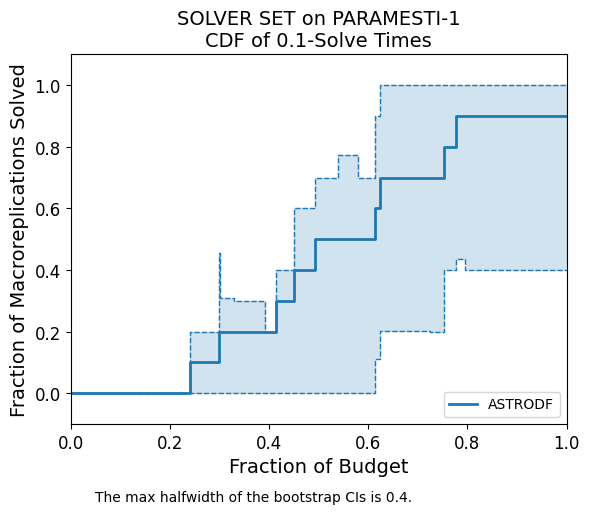 SOLVER SET on PARAMESTI-1
CDF of 0.1-Solve Times
Fraction of Macroreplications Solved
1.0
0.8
0.6
0.4
0.2
0.0
ASTRODF
0.0 0.2 0.4 0.6 0.8 1.0
Fraction of Budget
The max halfwidth of the bootstrap CIs is 0.4.